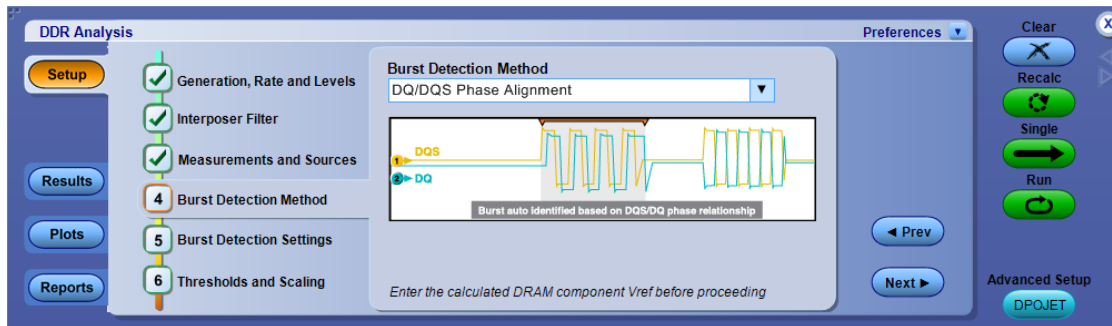 DDR Analysis
Preferences
Setup
Results
Plots
Reports
Generation, Rate and Levels
Interposer Filter
Measurements and Sources
4 Burst Detection Method
5 Burst Detection Settings
6 Thresholds and Scaling
Burst Detection Method
DQ/DQS Phase Alignment
1 DQS
2 DQ
Burst auto identified based on DQS/DQ phase relationship
Enter the calculated DRAM component Vref before proceeding
Prev
Next
Clear
X
Recalc
Single
Run
Advanced Setup
DPOJET